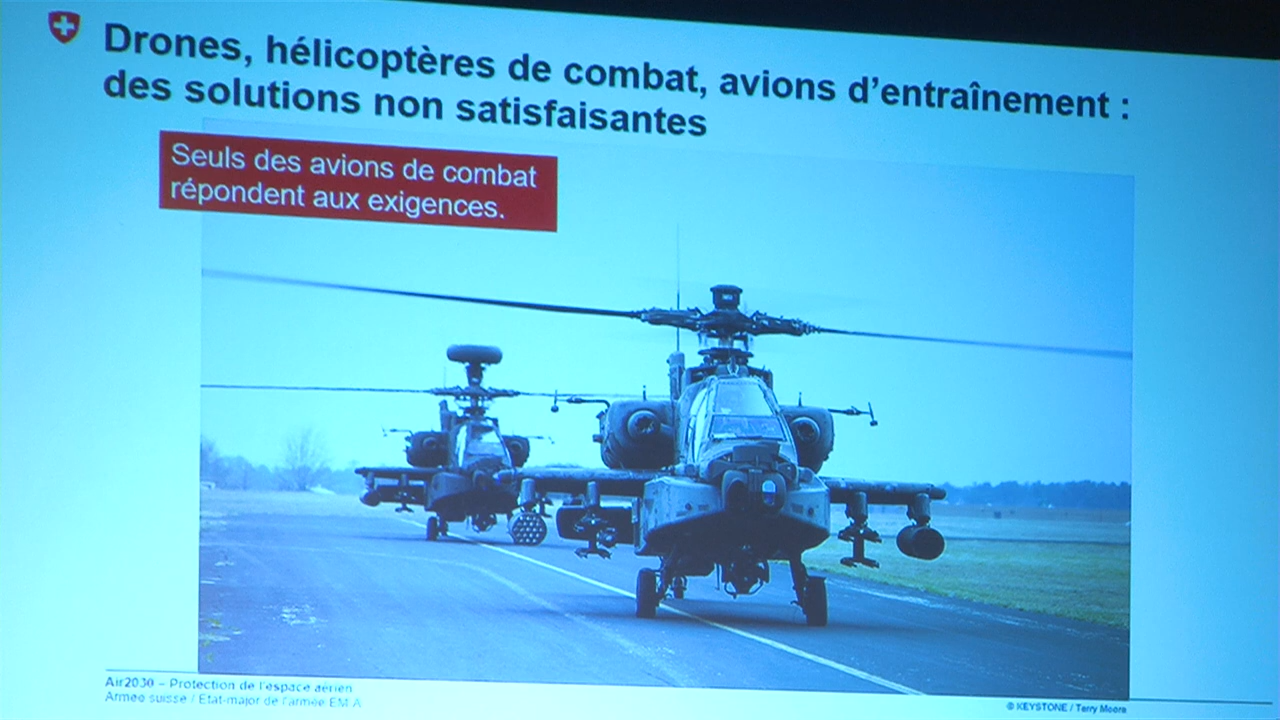 Drones, hélicoptères de combat, avions d'entraînement :
des solutions non satisfaisantes
Seuls des avions de combat
répondent aux exigences.
Air2030 – Protection de l'espace aérien
Armée suisse / Etat-major de l'armée EM A
© KEYSTONE / Terry Moore